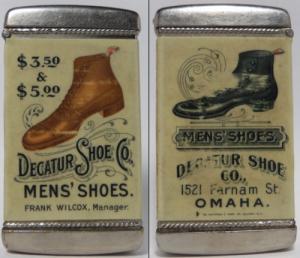 $3.50
&
$5.00
DECATUR SHOE CO.
MENS' SHOES.
FRANK WILCOX, Manager.
MENS' SHOES.
DECATUR SHOE
CO.,
1521 Farnam St.
OMAHA.